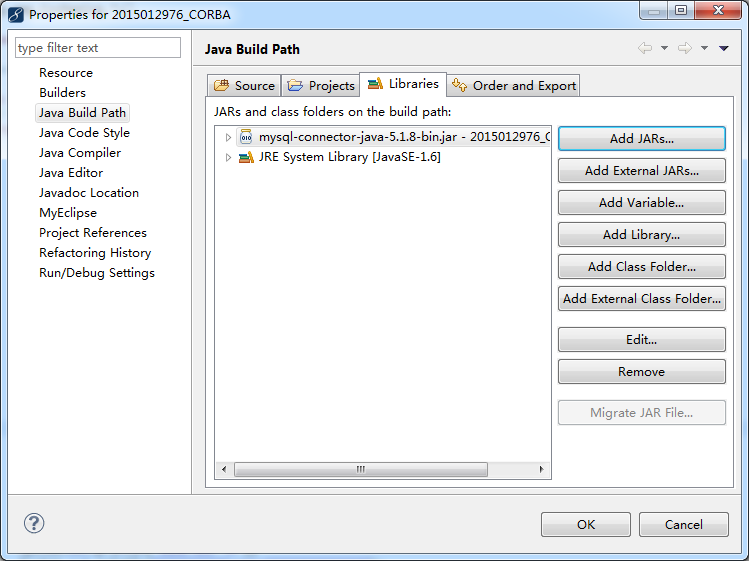 Properties for 2015012976_CORBA
type filter text
Resource
Builders
Java Build Path
Java Code Style
Java Compiler
Java Editor
Javadoc Location
MyEclipse
Project References
Refactoring History
Run/Debug Settings
Java Build Path
Source
Projects
Libraries
Order and Export
JARs and class folders on the build path:
mysql-connector-java-5.1.8-bin.jar - 2015012976_C
JRE System Library [JavaSE-1.6]
Add JARs...
Add External JARs...
Add Variable...
Add Library...
Add Class Folder...
Add External Class Folder...
Edit...
Remove
Migrate JAR File...
OK
Cancel